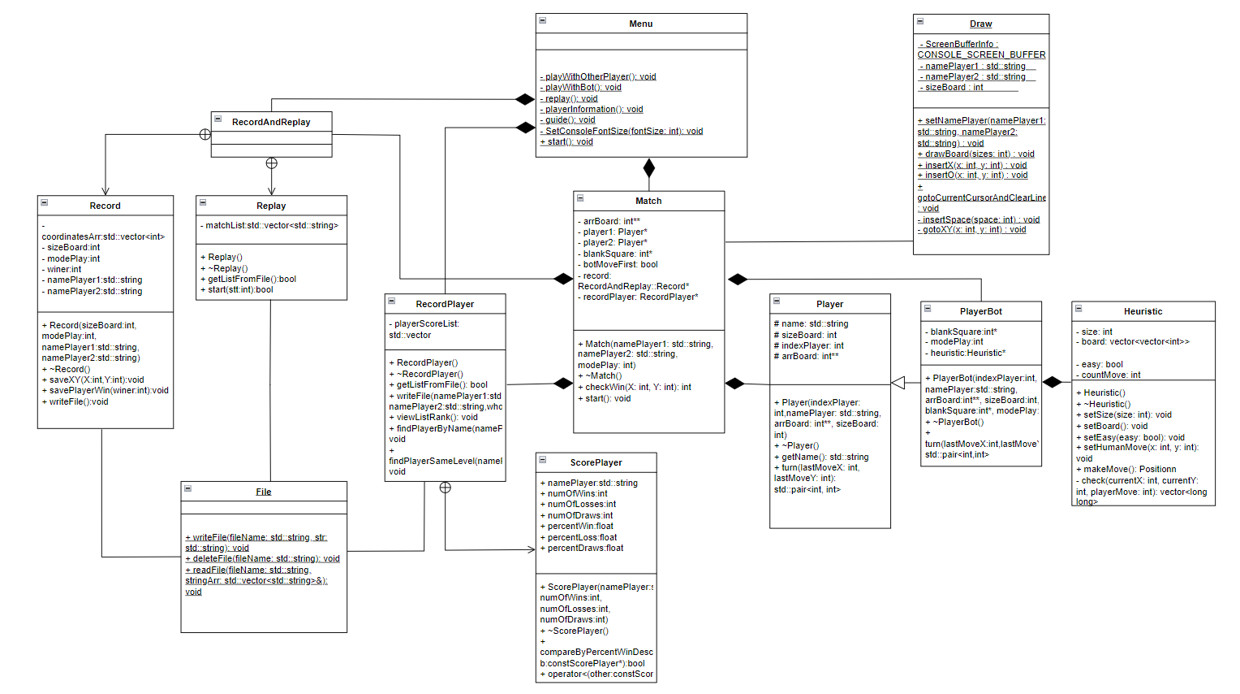 Menu
- playWithOtherPlayer(): void
- playWithBot(): void
- replay(): void
- playerInformation(): void
- guide(): void
- SetConsoleFontSize(fontSize: int): void
+ start(): void
Draw
- ScreenBufferInfo :
CONSOLE_SCREEN_BUFFER
- namePlayer1 : std::string
- namePlayer2 : std::string
- sizeBoard : int
+ setNamePlayer(namePlayer1:
std::string, namePlayer2:
std::string) : void
+ drawBoard(sizes: int) : void
+ insertX(x: int, y: int) : void
+ insertO(x: int, y: int) : void
+
gotoCurrentCursorAndClearLine
: void
- insertSpace(space: int) : void
- gotoXY(x: int, y: int) : void
RecordAndReplay
Record
-
coordinatesArr:std::vector<int>
- sizeBoard:int
- modePlay:int
- winer:int
- namePlayer1:std::string
- namePlayer2:std::string
+ Record(sizeBoard:int,
modePlay:int,
namePlayer1:std::string,
namePlayer2:std::string)
+ ~Record()
+ saveXY(X:int,Y:int):void
+ savePlayerWin(winer:int):void
+ writeFile():void
Replay
- matchList:std::vector<std::string>
+ Replay()
+ ~Replay()
+ getListFromFile():bool
+ start(stt:int):bool
Match
- arrBoard: int**
- player1: Player*
- player2: Player*
- blankSquare: int*
- botMoveFirst: bool
- record:
RecordAndReplay::Record*
- recordPlayer: RecordPlayer*
+ Match(namePlayer1: std::string,
namePlayer2: std::string,
modePlay: int)
+ ~Match()
+ checkWin(X: int, Y: int): int
+ start(): void
RecordPlayer
- playerScoreList:
std::vector
+ RecordPlayer()
+ ~RecordPlayer()
+ getListFromFile(): bool
+ writeFile(namePlayer1:std
namePlayer2:std::string,whc
+ viewListRank(): void
+ findPlayerByName(nameF
void
+
findPlayerSameLevel(namel
void
Player
# name: std::string
# sizeBoard: int
# indexPlayer: int
# arrBoard: int**
+ Player(indexPlayer:
int,namePlayer: std::string,
arrBoard: int**, sizeBoard:
int)
+ ~Player()
+ getName(): std::string
+ turn(lastMoveX: int,
lastMoveY: int):
std::pair<int, int>
PlayerBot
- blankSquare:int*
- modePlay:int
- heuristic:Heuristic*
+ PlayerBot(indexPlayer:int,
namePlayer:std::string,
arrBoard:int**, sizeBoard:int,
blankSquare:int*, modePlay:
+ ~PlayerBot()
+
turn(lastMoveX:int,lastMove
std::pair<int,int>
Heuristic
- size: int
- board: vector<vector<int>>
- easy: bool
- countMove: int
+ Heuristic()
+ ~Heuristic()
+ setSize(size: int): void
+ setBoard(): void
+ setEasy(easy: bool): void
+ setHumanMove(x: int, y: int):
void
+ makeMove(): Positionn
- check(currentX: int, currentY:
int, playerMove: int): vector<long
long>
File
+ writeFile(fileName: std::string, str:
std::string): void
+ deleteFile(fileName: std::string): void
+ readFile(fileName: std::string,
stringArr: std::vector<std::string>&):
void
ScorePlayer
+ namePlayer:std::string
+ numOfWins:int
+ numOfLosses:int
+ numOfDraws:int
+ percentWin:float
+ percentLoss:float
+ percentDraws:float
+ ScorePlayer(namePlayer:s
numOfWins:int,
numOfLosses:int,
numOfDraws:int)
+ ~ScorePlayer()
+
compareByPercentWinDesc
b:constScorePlayer*):bool
+ operator<(other:constScor